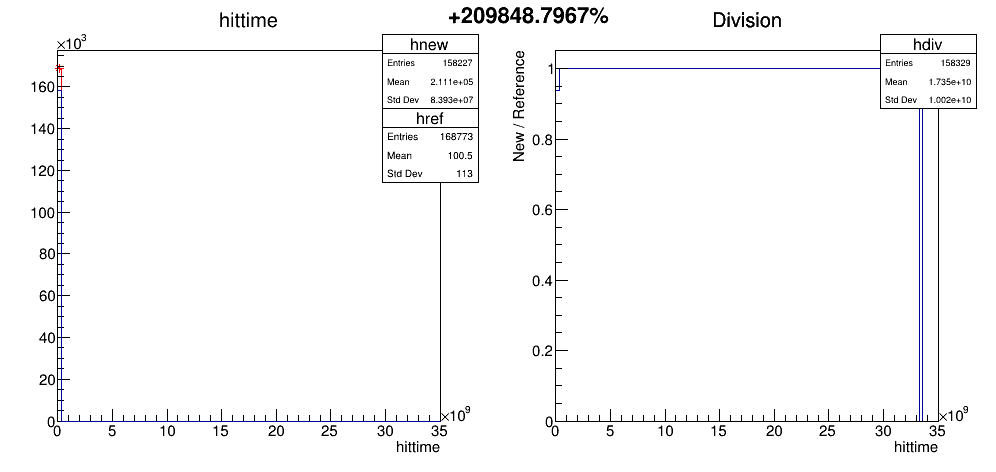 +209848.7967%
hittime
×10³
hnew
Entries 158227
Mean 2.111e+05
Std Dev 8.393e+07
href
Entries 168773
Mean 100.5
Std Dev 113
160
140
120
100
80
60
40
20
0
0 5 10 15 20 25 30 35
×10⁹
hittime
Division
hdiv
Entries 158329
Mean 1.735e+10
Std Dev 1.002e+10
New / Reference
1
0.8
0.6
0.4
0.2
0
0 5 10 15 20 25 30 35
×10⁹
hittime